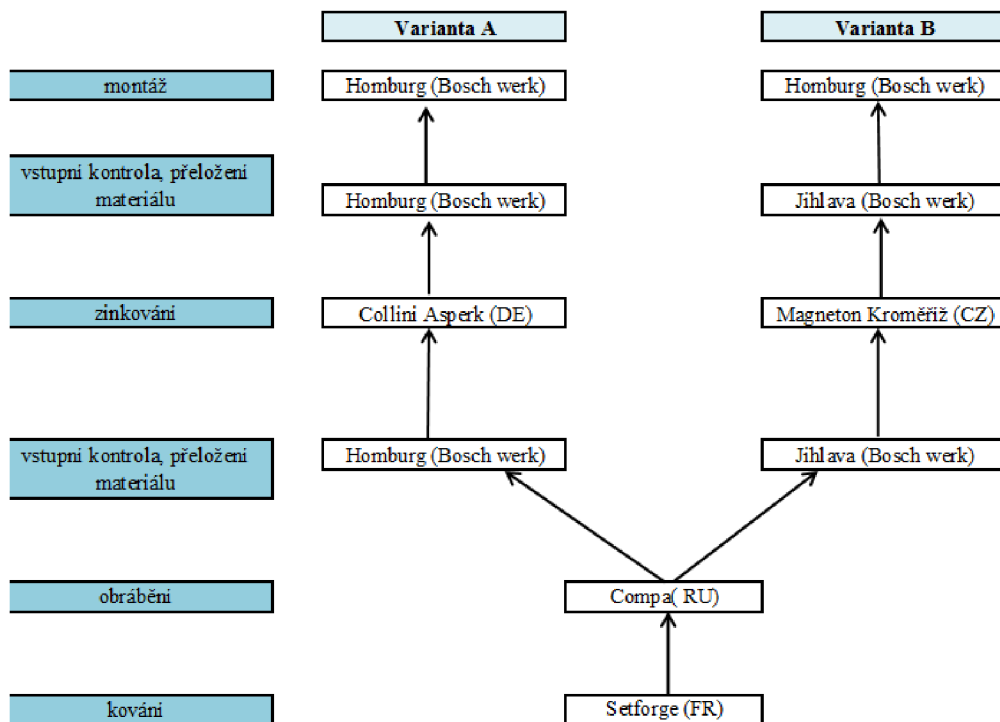 Varianta A
Varianta B
montáž
Homburg (Bosch werk)
Homburg (Bosch werk)
vstupní kontrola, přeložení
materiálu
Homburg (Bosch werk)
Jihlava (Bosch werk)
zinkování
Collini Asperk (DE)
Magneton Kroměřiž (CZ)
vstupní kontrola, přeložení
materiálu
Homburg (Bosch werk)
Jihlava (Bosch werk)
obrábění
Compa( RU)
kování
Setforge (FR)